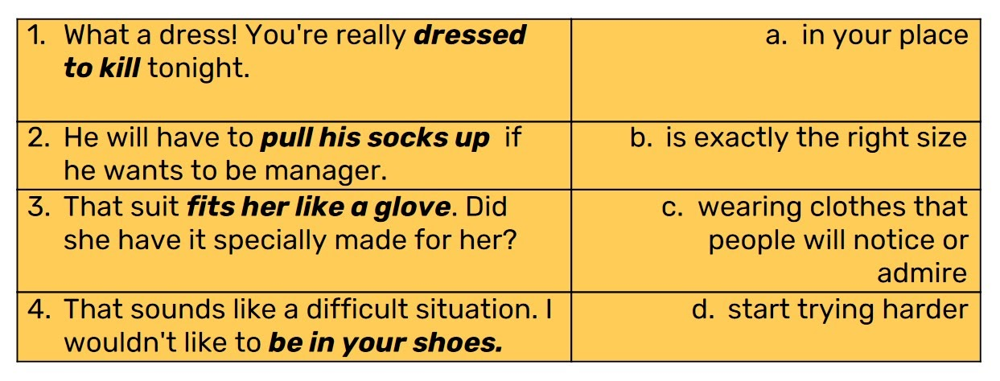 1. What a dress! You're really dressed
to kill tonight.
a. in your place
2. He will have to pull his socks up if
he wants to be manager.
b. is exactly the right size
3. That suit fits her like a glove. Did
she have it specially made for her?
c. wearing clothes that
people will notice or
admire
4. That sounds like a difficult situation. I
wouldn't like to be in your shoes.
d. start trying harder